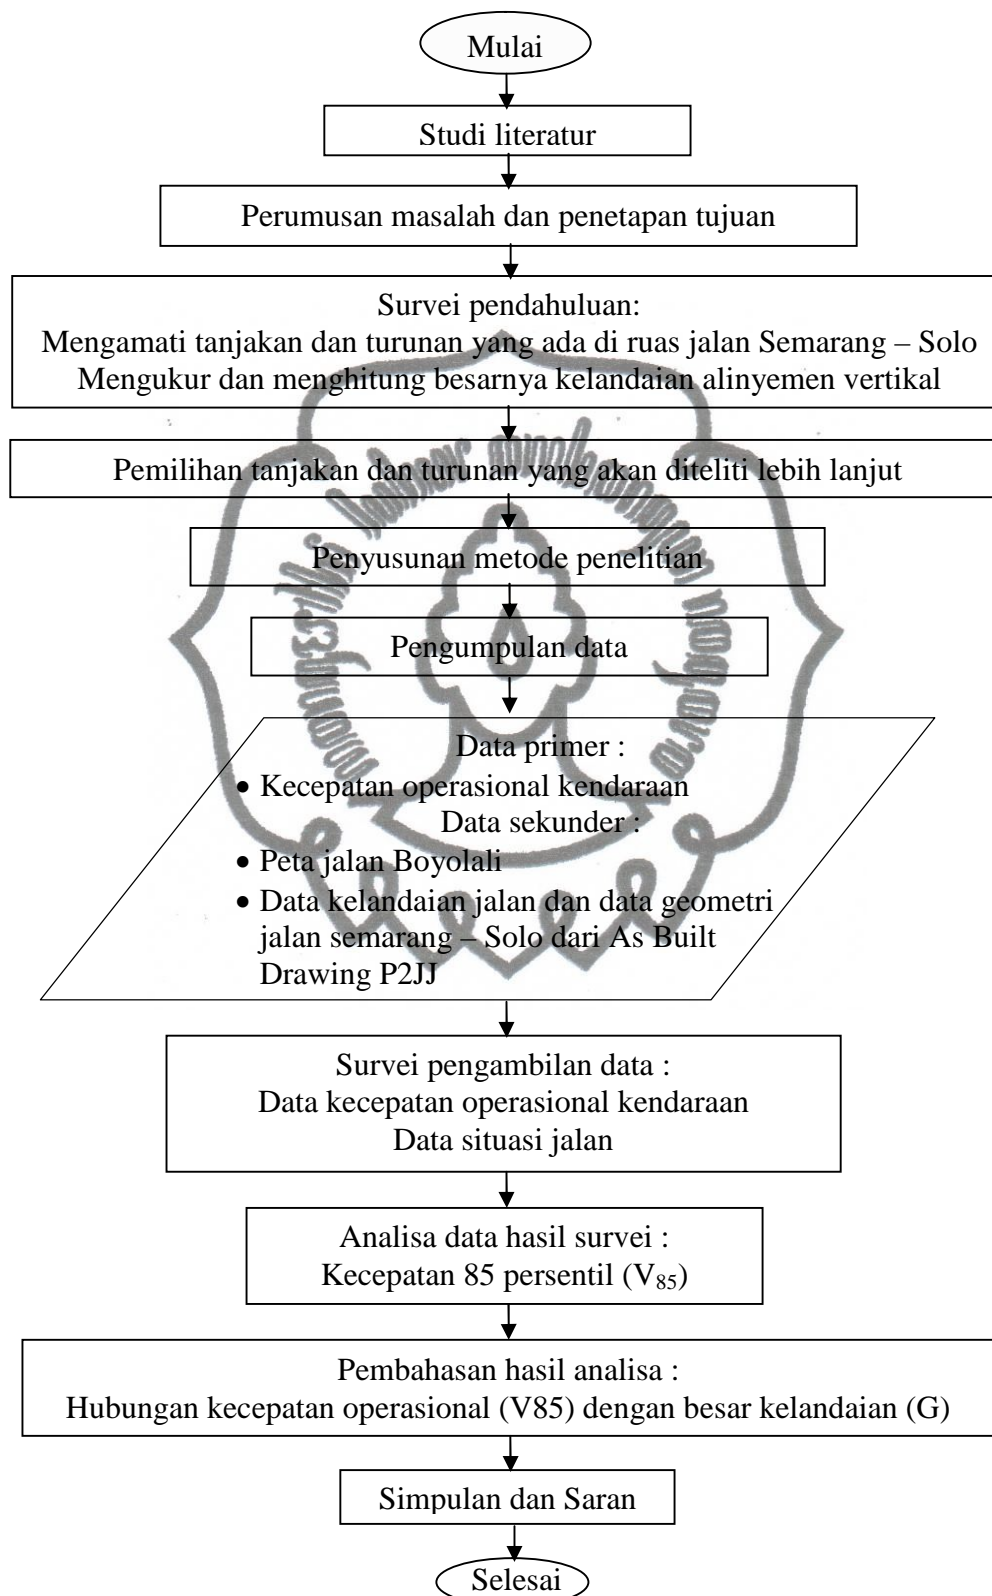 Mulai
Studi literatur
Perumusan masalah dan penetapan tujuan
Survei pendahuluan:
Mengamati tanjakan dan turunan yang ada di ruas jalan Semarang – Solo
Mengukur dan menghitung besarnya kelandaian alinyemen vertikal
Pemilihan tanjakan dan turunan yang akan diteliti lebih lanjut
Penyusunan metode penelitian
Pengumpulan data
Data primer :
• Kecepatan operasional kendaraan
Data sekunder :
• Peta jalan Boyolali
• Data kelandaian jalan dan data geometri
jalan semarang – Solo dari As Built
Drawing P2JJ
Survei pengambilan data :
Data kecepatan operasional kendaraan
Data situasi jalan
Analisa data hasil survei :
Kecepatan 85 persentil (V₈₅)
Pembahasan hasil analisa :
Hubungan kecepatan operasional (V85) dengan besar kelandaian (G)
Simpulan dan Saran
Selesai